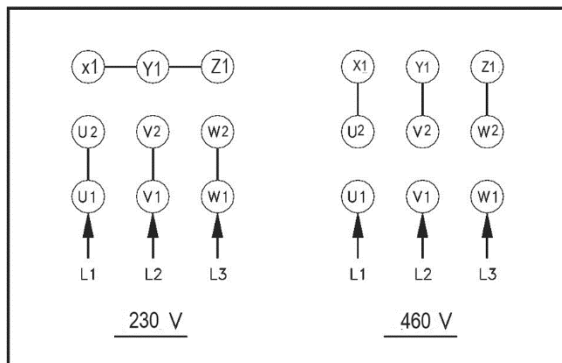 x1 Y1 Z1
U2 V2 W2
U1 V1 W1
L1 L2 L3
230 V
X1 Y1 Z1
U2 V2 W2
U1 V1 W1
L1 L2 L3
460 V